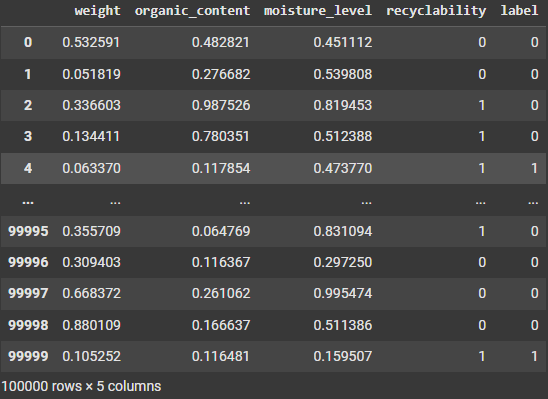 weight organic_content moisture_level recyclability label
0 0.532591 0.482821 0.451112 0 0
1 0.051819 0.276682 0.539808 0 0
2 0.336603 0.987526 0.819453 1 0
3 0.134411 0.780351 0.512388 1 0
4 0.063370 0.117854 0.473770 1 1
... ... ... ... ... ...
99995 0.355709 0.064769 0.831094 1 0
99996 0.309403 0.116367 0.297250 0 0
99997 0.668372 0.261062 0.995474 0 0
99998 0.880109 0.166637 0.511386 0 0
99999 0.105252 0.116481 0.159507 1 1
100000 rows × 5 columns